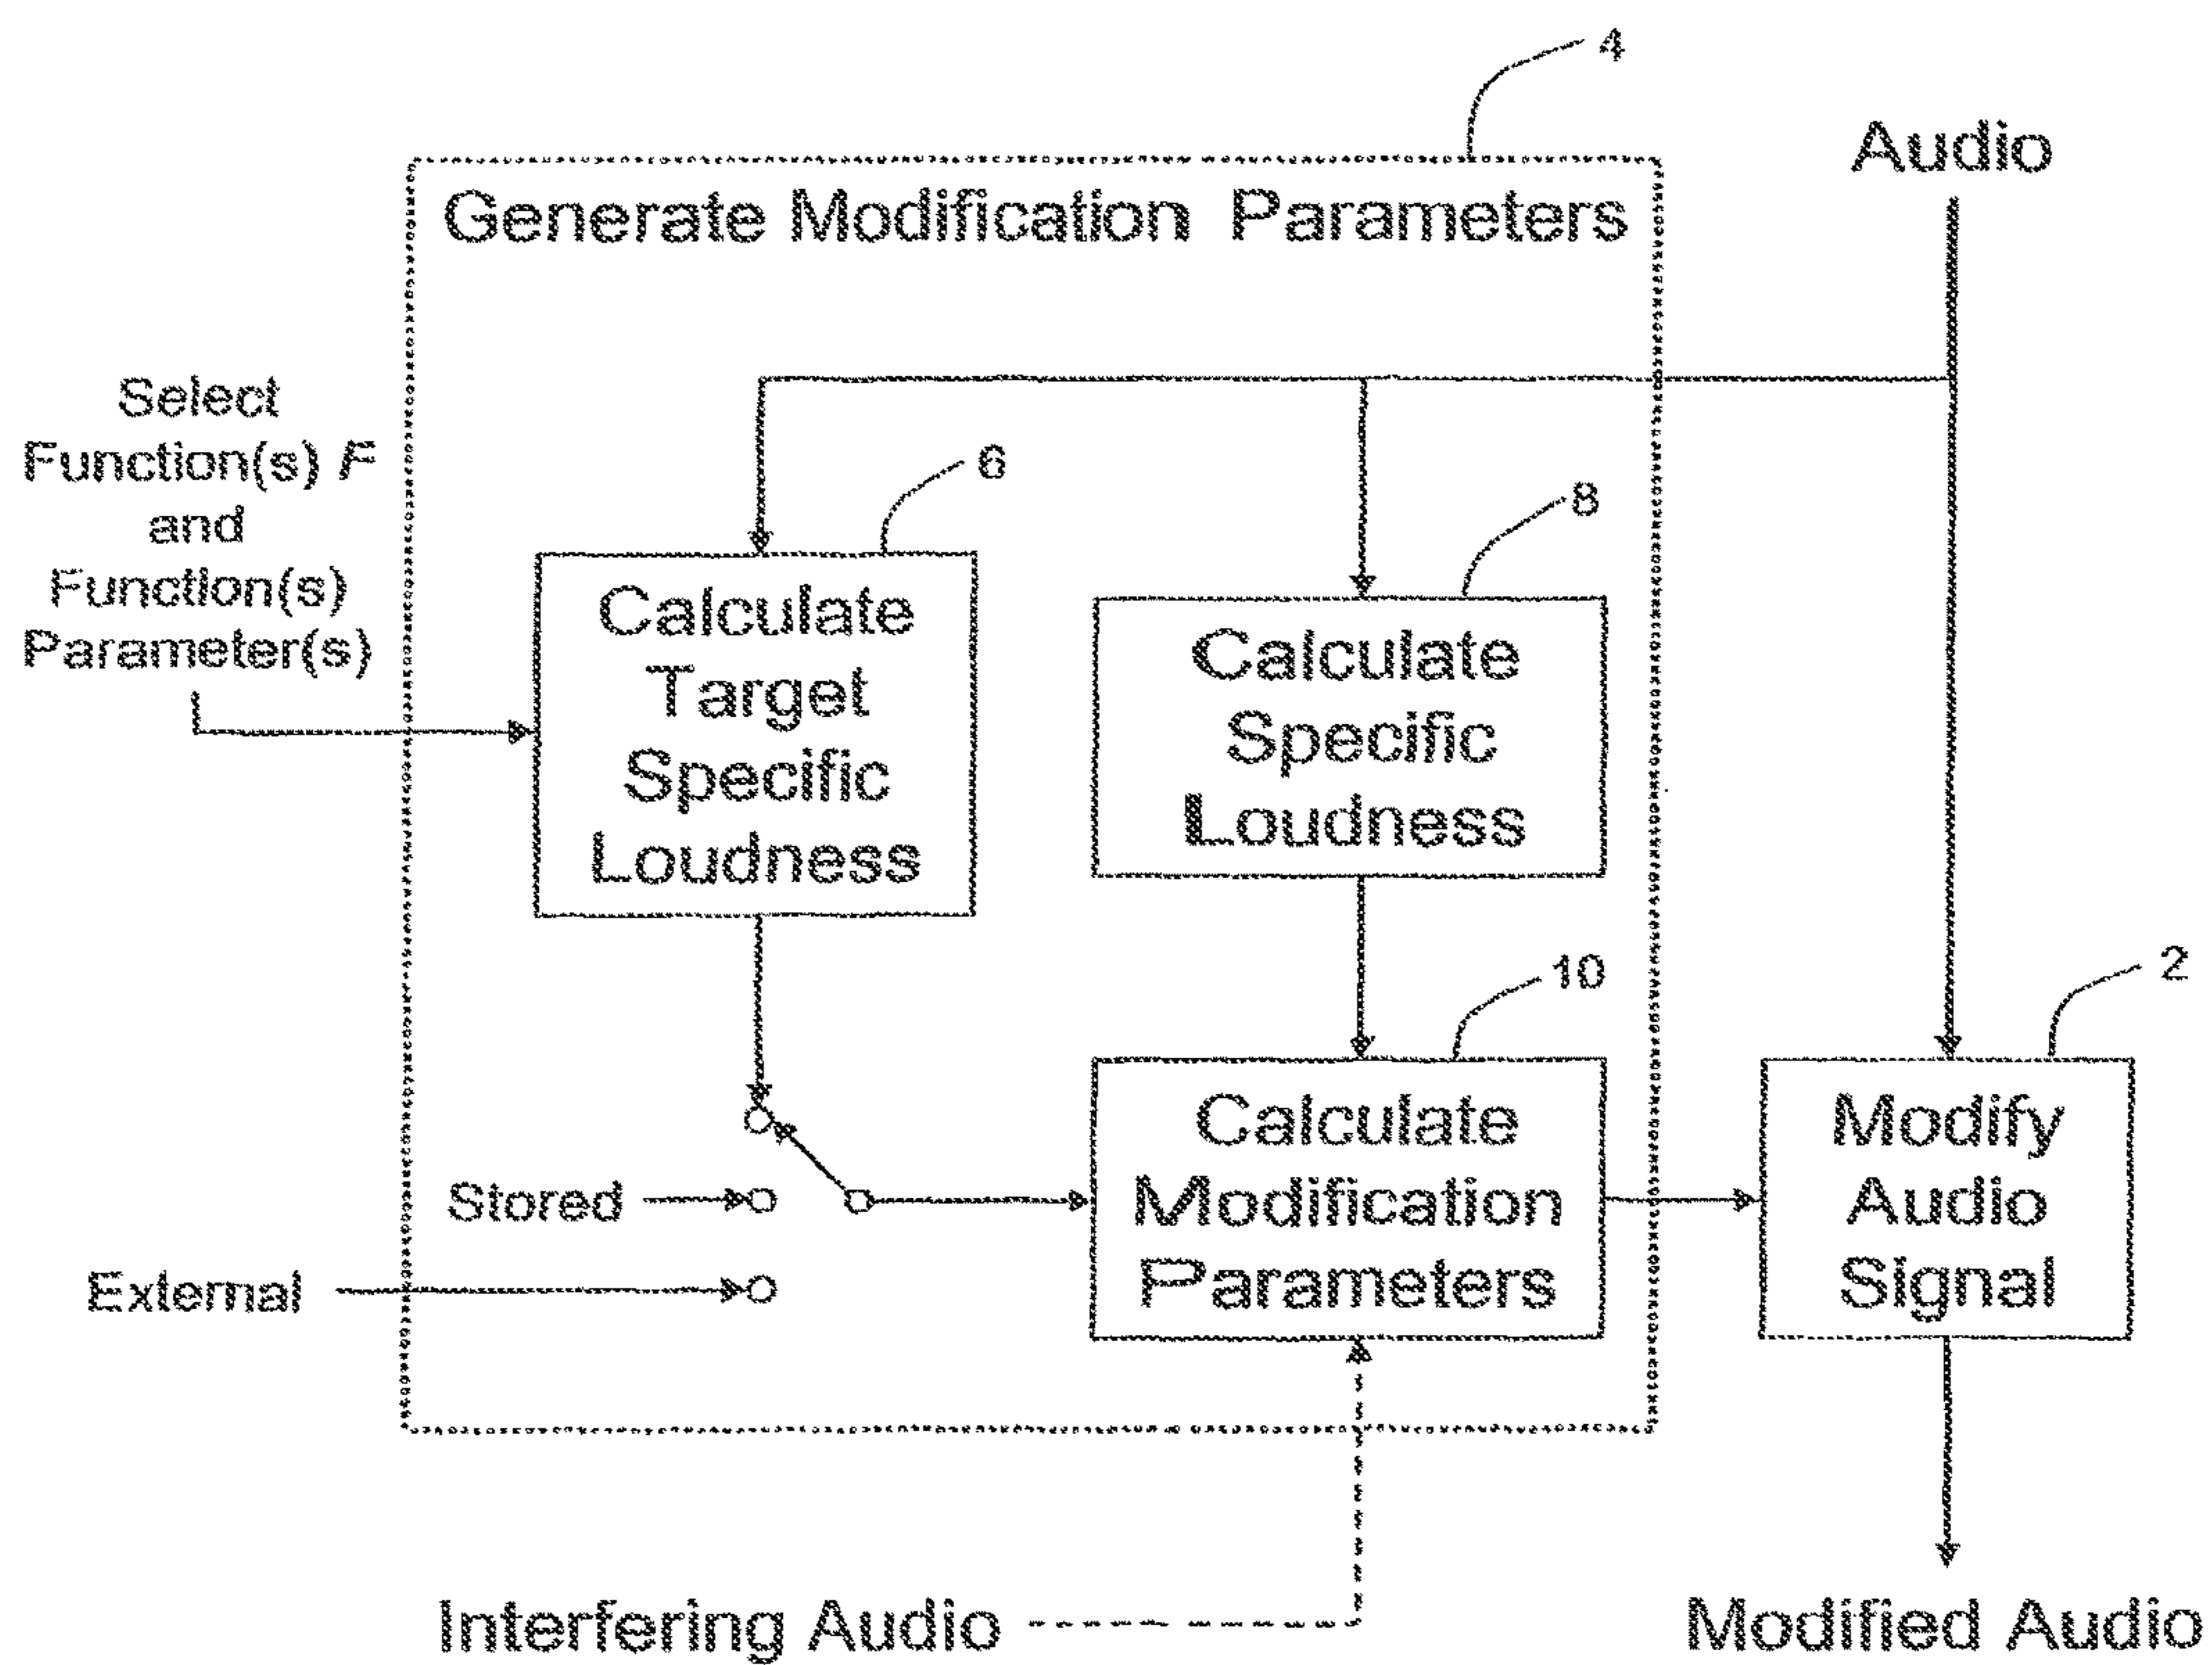 4
Audio
Generate Modification Parameters
Select
Function(s) F
and
Function(s)
Parameter(s)
6
8
Calculate
Target
Specific
Loudness
Calculate
Specific
Loudness
10
2
Calculate
Modification
Parameters
Modify
Audio
Signal
Stored
External
Interfering Audio
Modified Audio